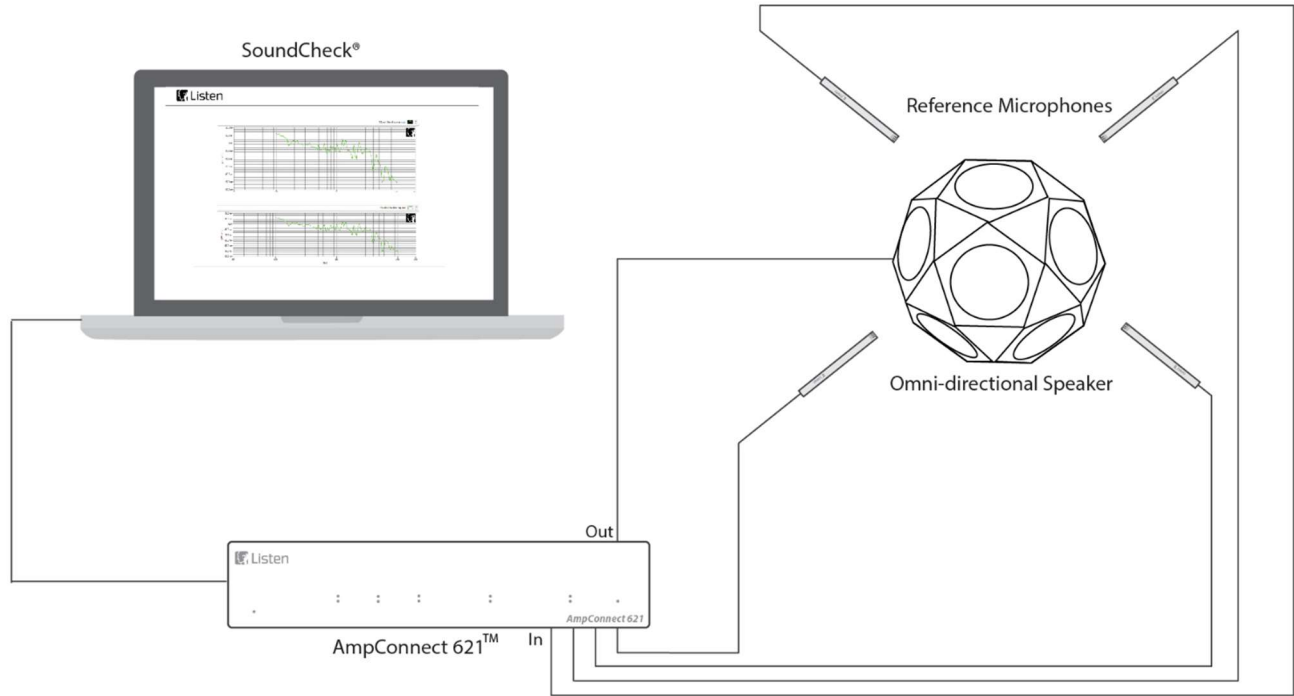 SoundCheck®
Listen
Reference Microphones
Omni-directional Speaker
Out
Listen
AmpConnect 621
AmpConnect 621™
In